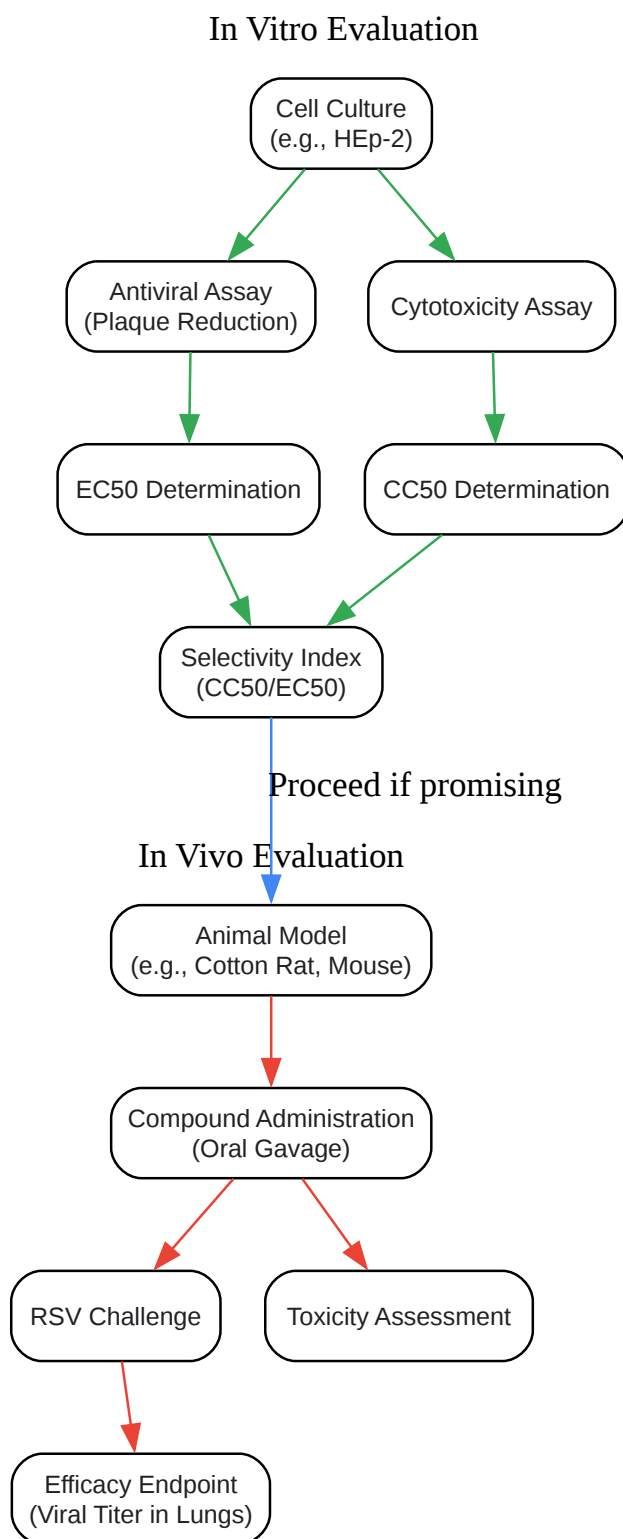 In Vitro Evaluation
Cell Culture
(e.g., HEp-2)
Antiviral Assay
(Plaque Reduction)
Cytotoxicity Assay
EC50 Determination
CC50 Determination
Selectivity Index
(CC50/EC50)
Proceed if promising
In Vivo Evaluation
Animal Model
(e.g., Cotton Rat, Mouse)
Compound Administration
(Oral Gavage)
RSV Challenge
Toxicity Assessment
Efficacy Endpoint
(Viral Titer in Lungs)